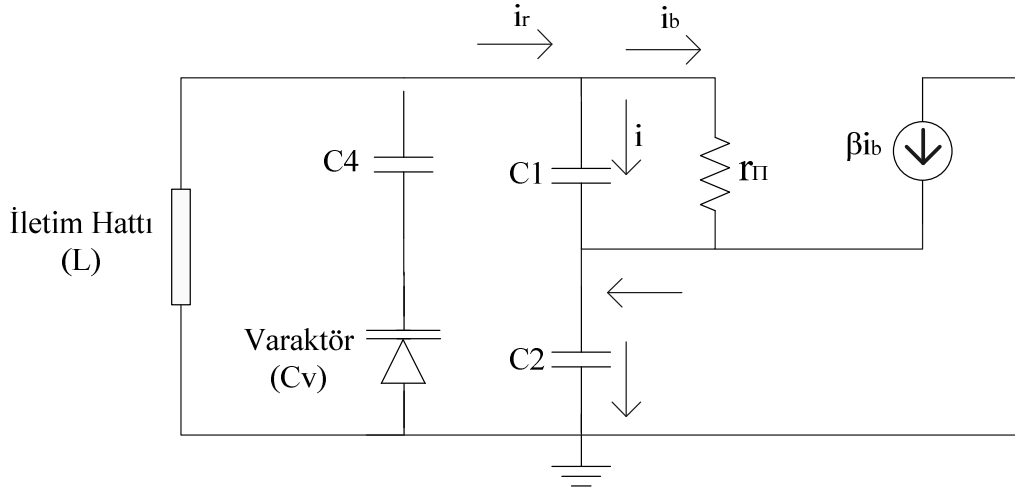 ir
ib
C4
C1
i
rΠ
βib
İletim Hattı
(L)
Varaktör
(Cv)
C2